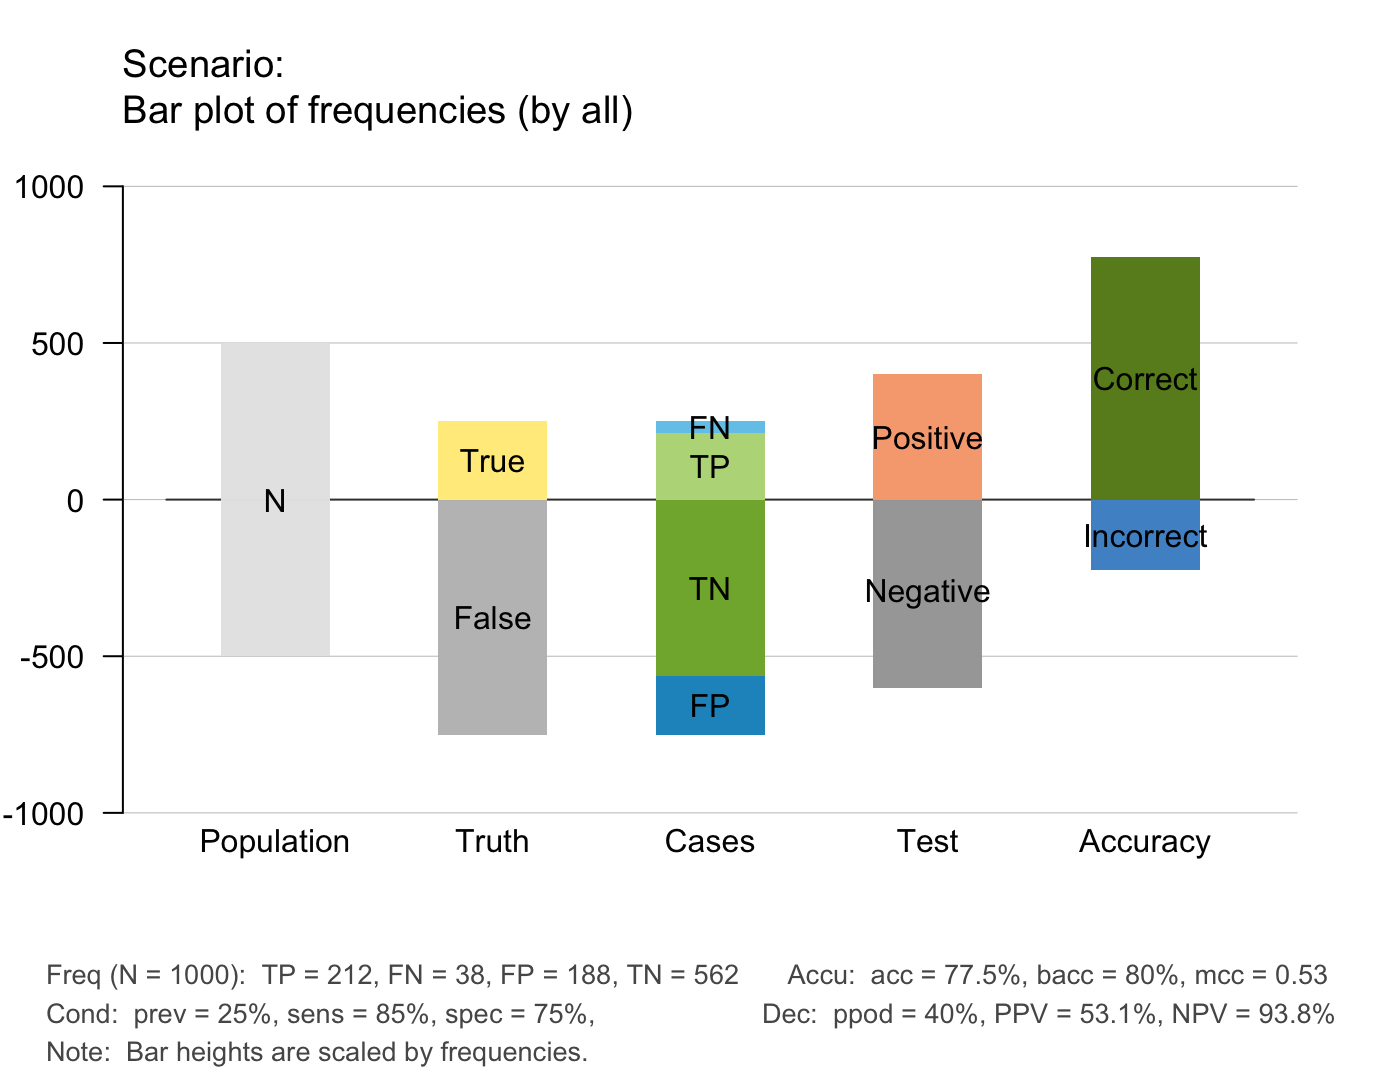 Scenario:
Bar plot of frequencies (by all)
1000
500
0
-500
-1000
N
True
False
FN
TP
TN
FP
Positive
Negative
Correct
Incorrect
Population Truth Cases Test Accuracy
Freq (N = 1000):  TP = 212, FN = 38, FP = 188, TN = 562 Accu:  acc = 77.5%, bacc = 80%, mcc = 0.53
Cond:  prev = 25%, sens = 85%, spec = 75%, Dec:  ppod = 40%, PPV = 53.1%, NPV = 93.8%
Note:  Bar heights are scaled by frequencies.